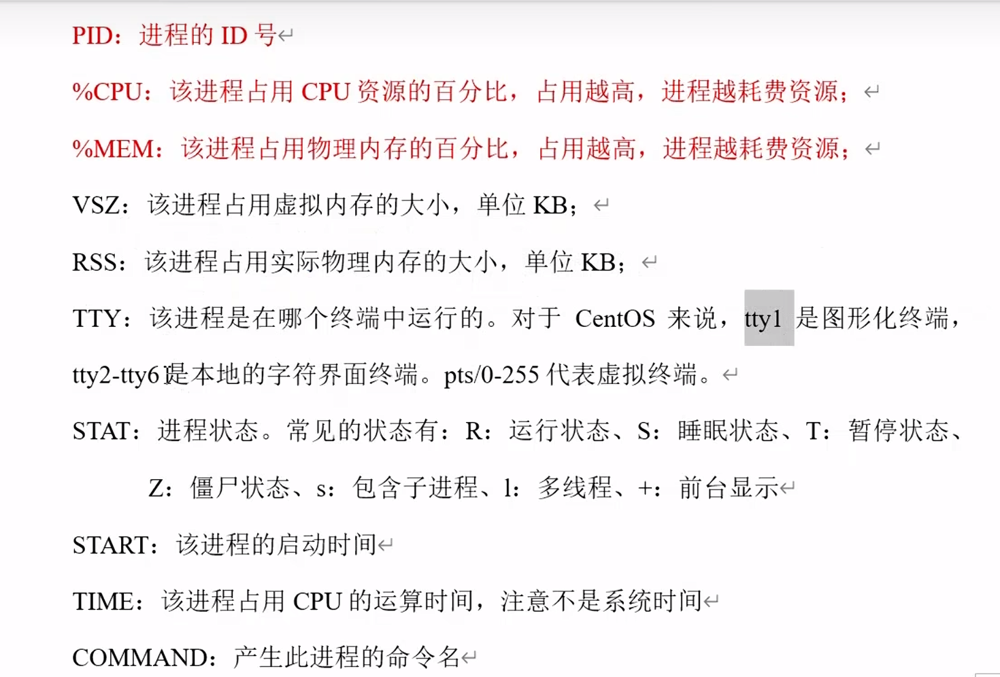 PID：进程的 ID 号
%CPU：该进程占用 CPU 资源的百分比，占用越高，进程越耗费资源；
%MEM：该进程占用物理内存的百分比，占用越高，进程越耗费资源；
VSZ：该进程占用虚拟内存的大小，单位 KB；
RSS：该进程占用实际物理内存的大小，单位 KB；
TTY：该进程是在哪个终端中运行的。对于 CentOS 来说，tty1 是图形化终端，
tty2-tty6 是本地的字符界面终端。pts/0-255 代表虚拟终端。
STAT：进程状态。常见的状态有：R：运行状态、S：睡眠状态、T：暂停状态、
Z：僵尸状态、s：包含子进程、l：多线程、+：前台显示
START：该进程的启动时间
TIME：该进程占用 CPU 的运算时间，注意不是系统时间
COMMAND：产生此进程的命令名